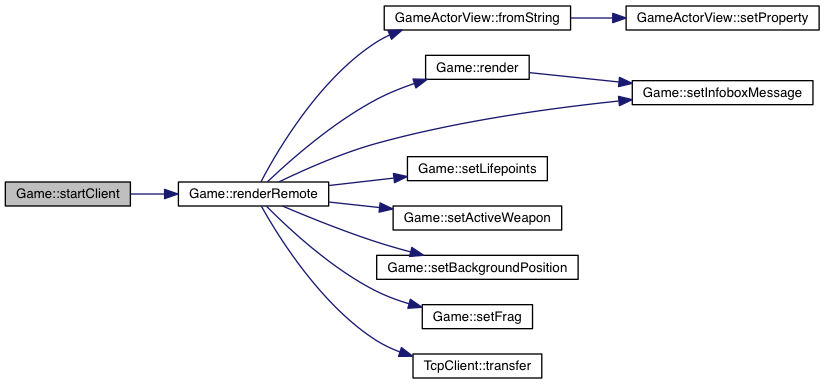 GameActorView::fromString
GameActorView::setProperty
Game::render
Game::setInfoboxMessage
Game::setLifepoints
Game::startClient
Game::renderRemote
Game::setActiveWeapon
Game::setBackgroundPosition
Game::setFrag
TcpClient::transfer